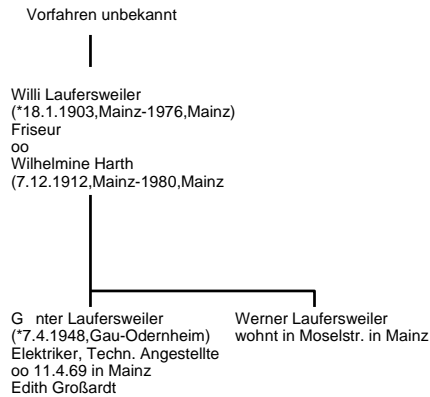 Vorfahren unbekannt
Willi Laufersweiler
(*18.1.1903,Mainz-1976,Mainz)
Friseur
oo
Wilhelmine Harth
(7.12.1912,Mainz-1980,Mainz
G nter Laufersweiler
(*7.4.1948,Gau-Odernheim)
Elektriker, Techn. Angestellte
oo 11.4.69 in Mainz
Edith Großardt
Werner Laufersweiler
wohnt in Moselstr. in Mainz